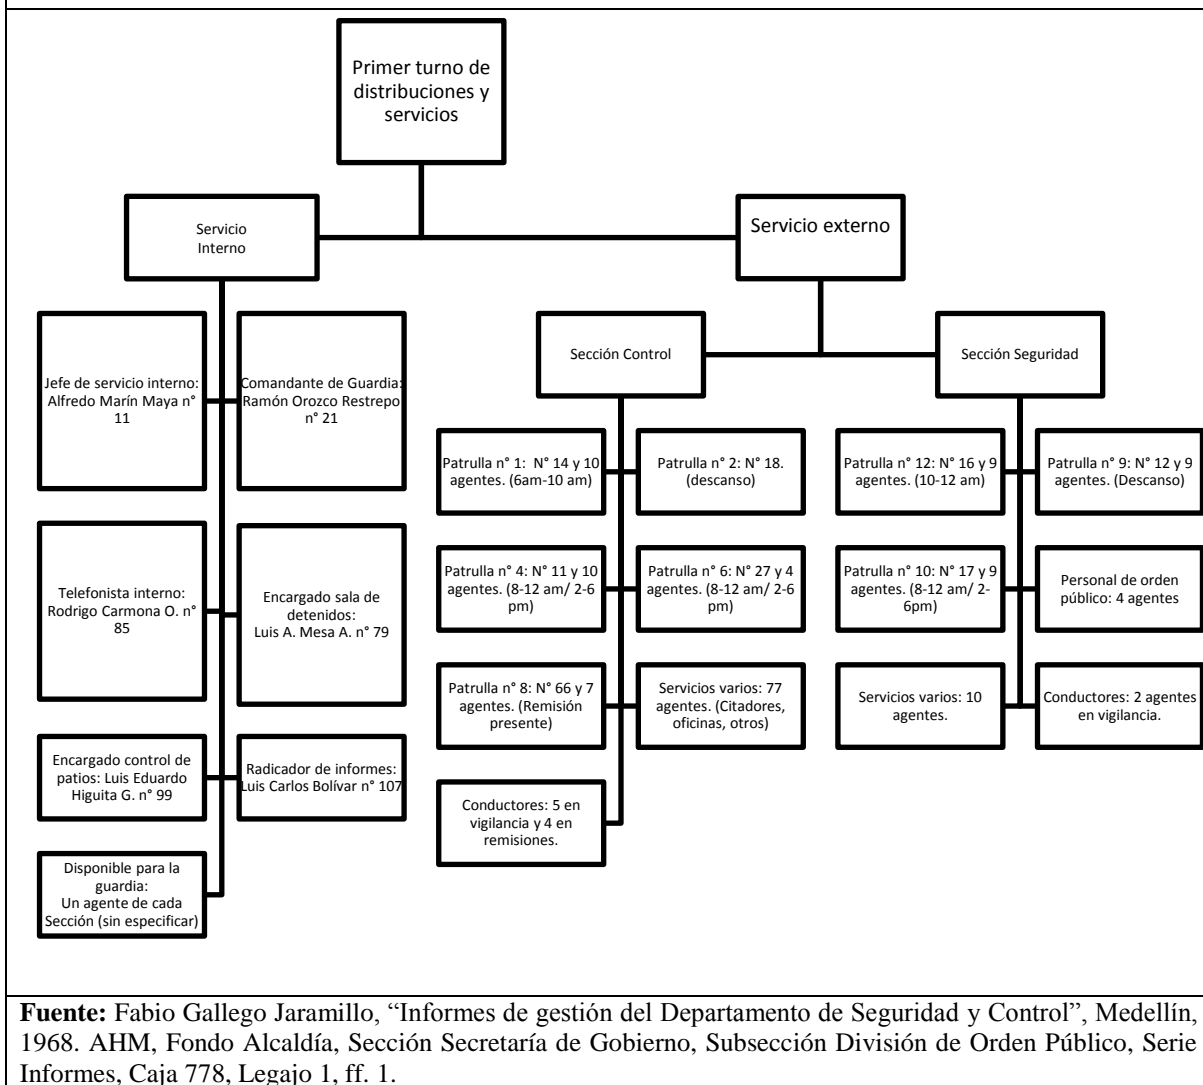 Primer turno de
distribuciones y
servicios
Servicio
Interno
Servicio externo
Jefe de servicio interno:
Alfredo Marín Maya n°
11
Comandante de Guardia:
Ramón Orozco Restrepo
n° 21
Telefonista interno:
Rodrigo Carmona O. n°
85
Encargado sala de
detenidos:
Luis A. Mesa A. n° 79
Encargado control de
patios: Luis Eduardo
Higuita G. n° 99
Radicador de informes:
Luis Carlos Bolívar n° 107
Disponible para la
guardia:
Un agente de cada
Sección (sin especificar)
Sección Control
Patrulla n° 1:  N° 14 y 10
agentes. (6am-10 am)
Patrulla n° 2: N° 18.
(descanso)
Patrulla n° 4: N° 11 y 10
agentes. (8-12 am/ 2-6
pm)
Patrulla n° 6: N° 27 y 4
agentes. (8-12 am/ 2-6
pm)
Patrulla n° 8: N° 66 y 7
agentes. (Remisión
presente)
Servicios varios: 77
agentes. (Citadores,
oficinas, otros)
Conductores: 5 en
vigilancia y 4 en
remisiones.
Sección Seguridad
Patrulla n° 12: N° 16 y 9
agentes. (10-12 am)
Patrulla n° 9: N° 12 y 9
agentes. (Descanso)
Patrulla n° 10: N° 17 y 9
agentes. (8-12 am/ 2-
6pm)
Personal de orden
público: 4 agentes
Servicios varios: 10
agentes.
Conductores: 2 agentes
en vigilancia.
Fuente: Fabio Gallego Jaramillo, “Informes de gestión del Departamento de Seguridad y Control”, Medellín,
1968. AHM, Fondo Alcaldía, Sección Secretaría de Gobierno, Subsección División de Orden Público, Serie
Informes, Caja 778, Legajo 1, ff. 1.